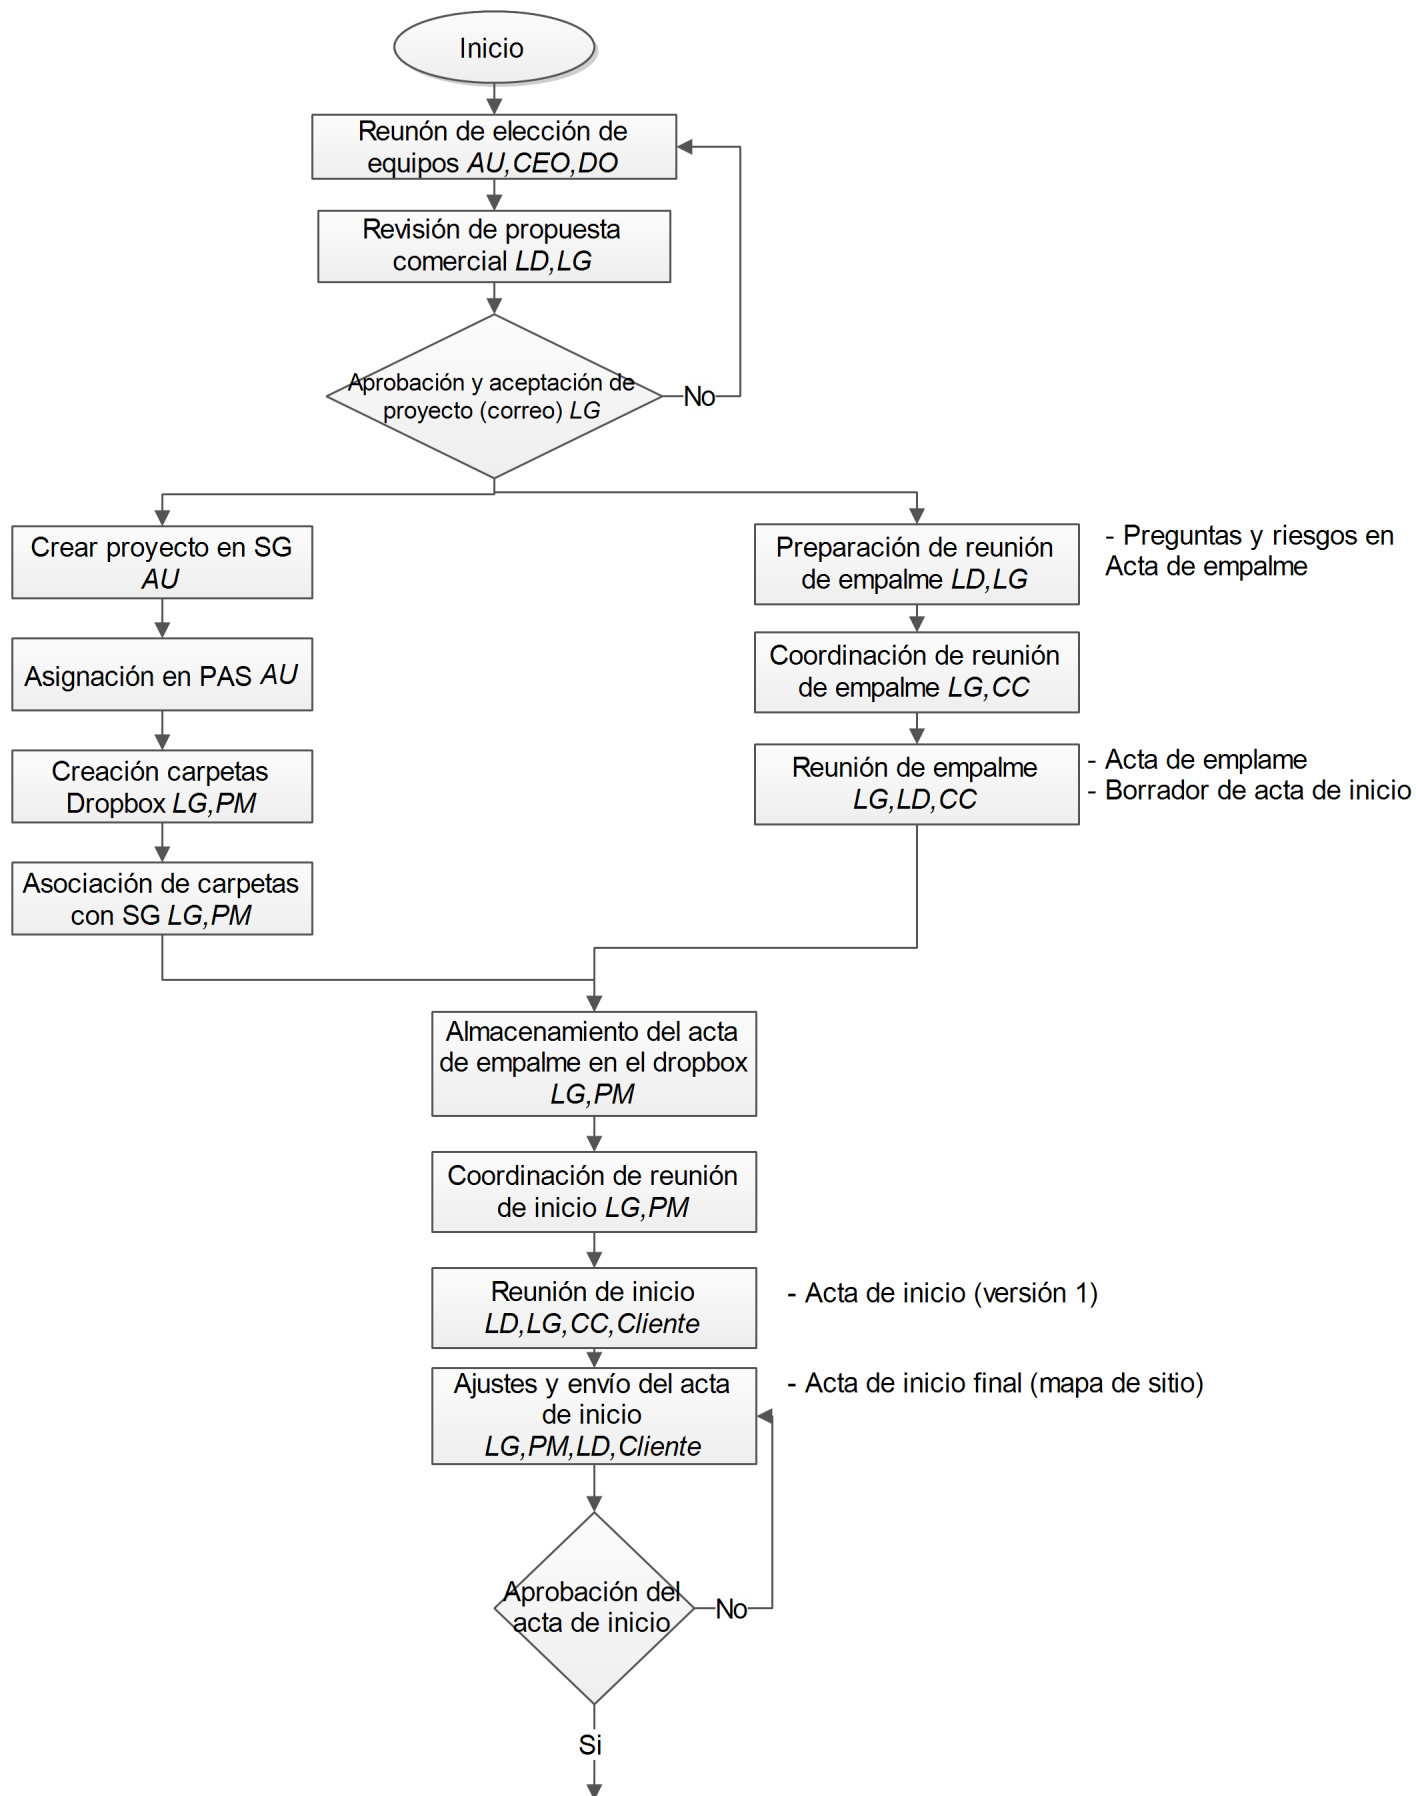 Inicio
Reunón de elección de
equipos AU,CEO,DO
Revisión de propuesta
comercial LD,LG
Aprobación y aceptación de
proyecto (correo) LG
No
Crear proyecto en SG
AU
Asignación en PAS AU
Creación carpetas
Dropbox LG,PM
Asociación de carpetas
con SG LG,PM
Preparación de reunión
de empalme LD,LG
- Preguntas y riesgos en
Acta de empalme
Coordinación de reunión
de empalme LG,CC
Reunión de empalme
LG,LD,CC
- Acta de emplame
- Borrador de acta de inicio
Almacenamiento del acta
de empalme en el dropbox
LG,PM
Coordinación de reunión
de inicio LG,PM
Reunión de inicio
LD,LG,CC,Cliente
- Acta de inicio (versión 1)
Ajustes y envío del acta
de inicio
LG,PM,LD,Cliente
- Acta de inicio final (mapa de sitio)
Aprobación del
acta de inicio
No
Si